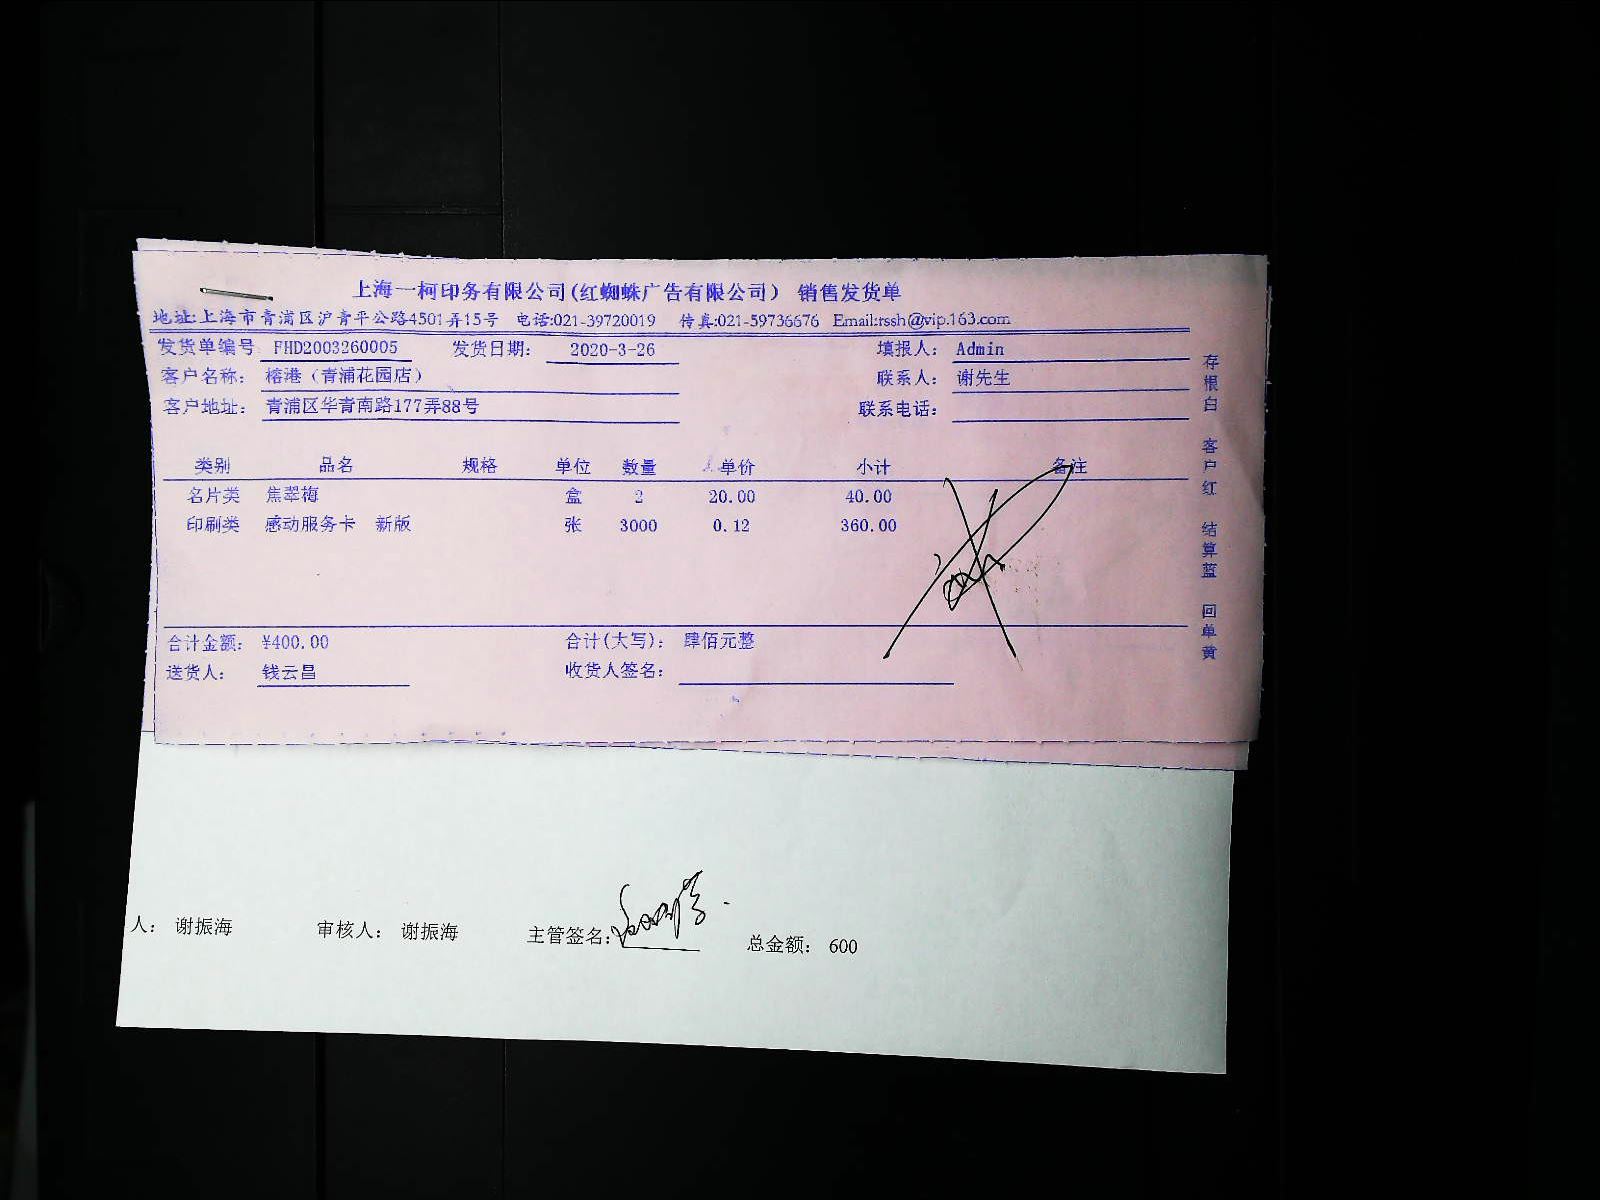 上海一柯印务有限公司(红蜘蛛广告有限公司) 销售发货单
地址:上海市青浦区沪青平公路4501弄15号 电话:021-39720019 传真:021-59736676 Email:rssh@vip.163.com
发货单编号 FHD2003260005 发货日期: 2020-3-26 填报人: Admin
客户名称: 榕港(青浦花园店) 联系人: 谢先生
客户地址: 青浦区华青南路177弄88号 联系电话:
类别 品名 规格 单位 数量 单价 小计 备注
名片类 焦翠梅 盒 2 20.00 40.00
印刷类 感动服务卡 新版 张 3000 0.12 360.00
合计金额: ¥400.00 合计(大写): 肆佰元整
送货人: 钱云昌 收货人签名:
存根白 客户红 结算蓝 回单黄
人: 谢振海 审核人: 谢振海 主管签名: 总金额: 600